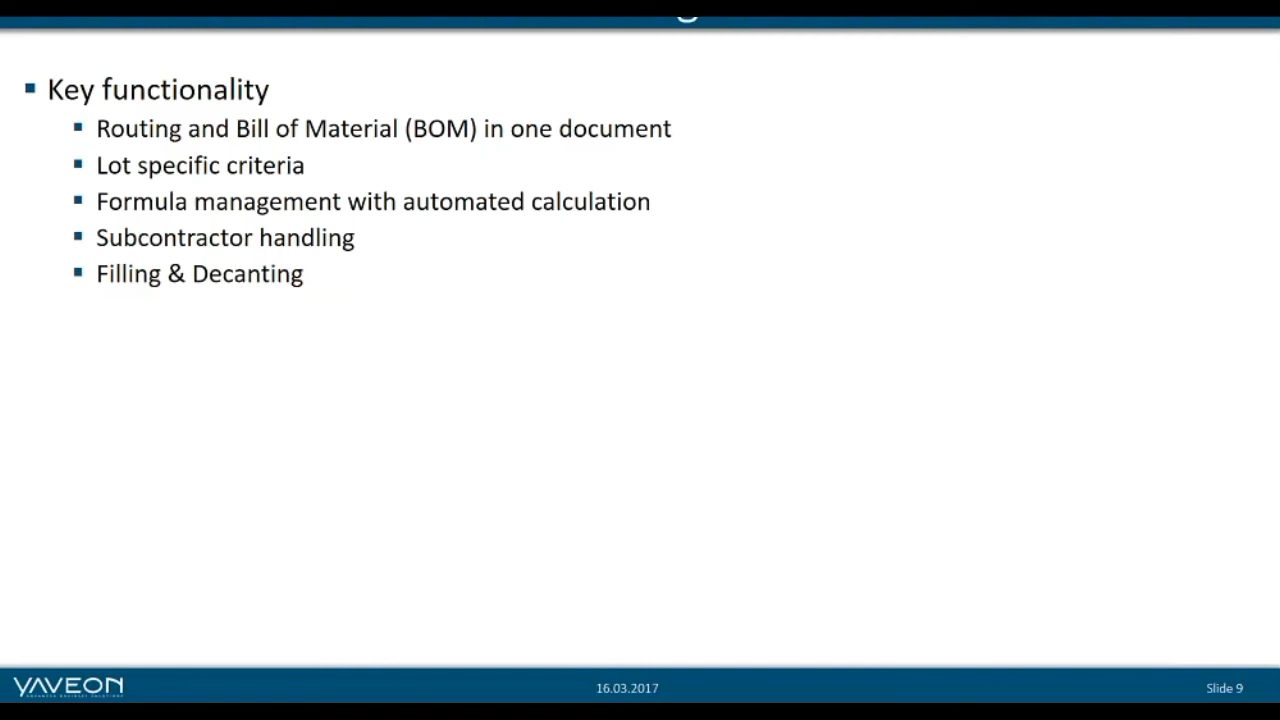 Key functionality
Routing and Bill of Material (BOM) in one document
Lot specific criteria
Formula management with automated calculation
Subcontractor handling
Filling & Decanting
YAVEON
16.03.2017
Slide 9